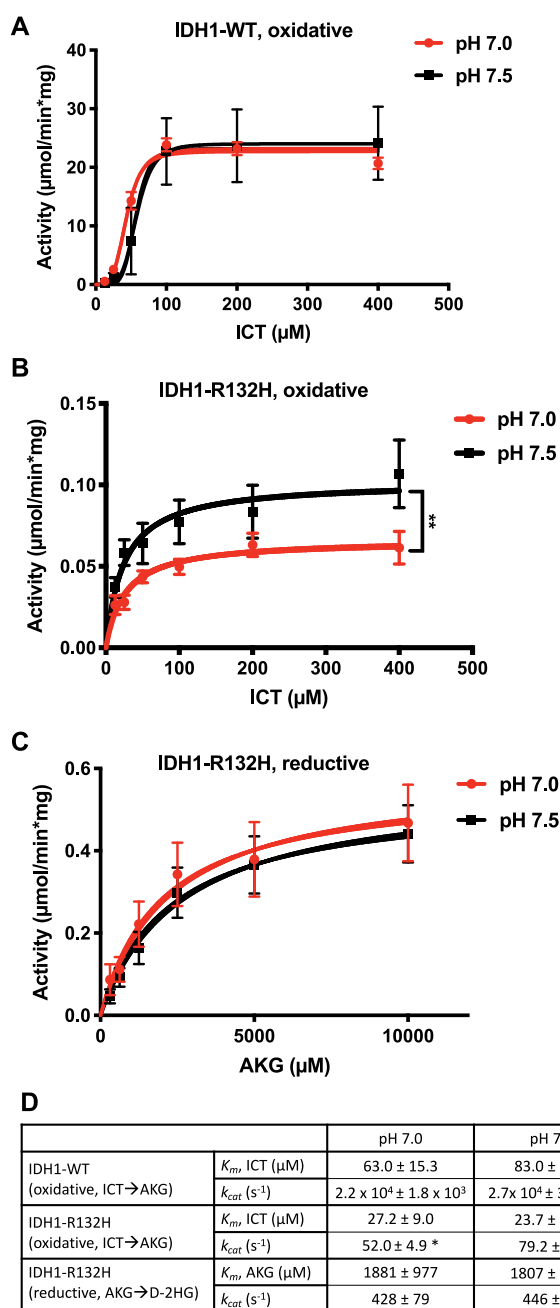 A
IDH1-WT, oxidative
pH 7.0
pH 7.5
Activity (µmol/min*mg)
40
30
20
10
0
0 100 200 300 400 500
ICT (µM)
B
IDH1-R132H, oxidative
pH 7.0
pH 7.5
Activity (µmol/min*mg)
0.15
0.10
0.05
0.00
**
0 100 200 300 400 500
ICT (µM)
C
IDH1-R132H, reductive
pH 7.0
pH 7.5
Activity (µmol/min*mg)
0.6
0.4
0.2
0.0
0 5000 10000
AKG (µM)
D
pH 7.0 pH 7
IDH1-WT
(oxidative, ICT→AKG)
Km, ICT (µM) 63.0 ± 15.3 83.0 ±
kcat (s-1) 2.2 x 10⁴ ± 1.8 x 10³ 2.7x 10⁴ ±
IDH1-R132H
(oxidative, ICT→AKG)
Km, ICT (µM) 27.2 ± 9.0 23.7 ±
kcat (s-1) 52.0 ± 4.9 * 79.2 ±
IDH1-R132H
(reductive, AKG→D-2HG)
Km, AKG (µM) 1881 ± 977 1807 ±
kcat (s-1) 428 ± 79 446 ±